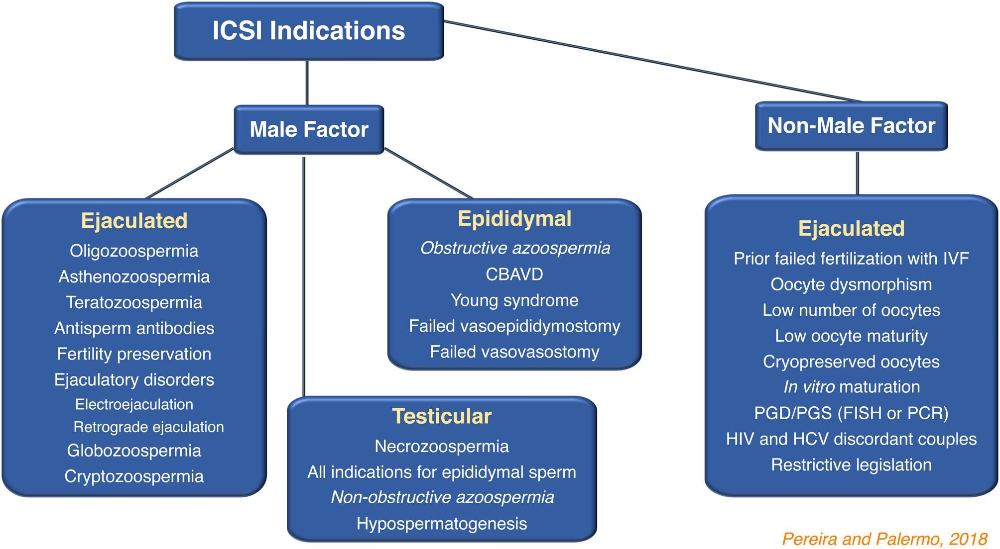 ICSI Indications
Male Factor
Non-Male Factor
Ejaculated
Oligozoospermia
Asthenozoospermia
Teratozoospermia
Antisperm antibodies
Fertility preservation
Ejaculatory disorders
Electroejaculation
Retrograde ejaculation
Globozoospermia
Cryptozoospermia
Epididymal
Obstructive azoospermia
CBAVD
Young syndrome
Failed vasoepididymostomy
Failed vasovasostomy
Testicular
Necrozoospermia
All indications for epididymal sperm
Non-obstructive azoospermia
Hypospermatogenesis
Ejaculated
Prior failed fertilization with IVF
Oocyte dysmorphism
Low number of oocytes
Low oocyte maturity
Cryopreserved oocytes
In vitro maturation
PGD/PGS (FISH or PCR)
HIV and HCV discordant couples
Restrictive legislation
Pereira and Palermo, 2018